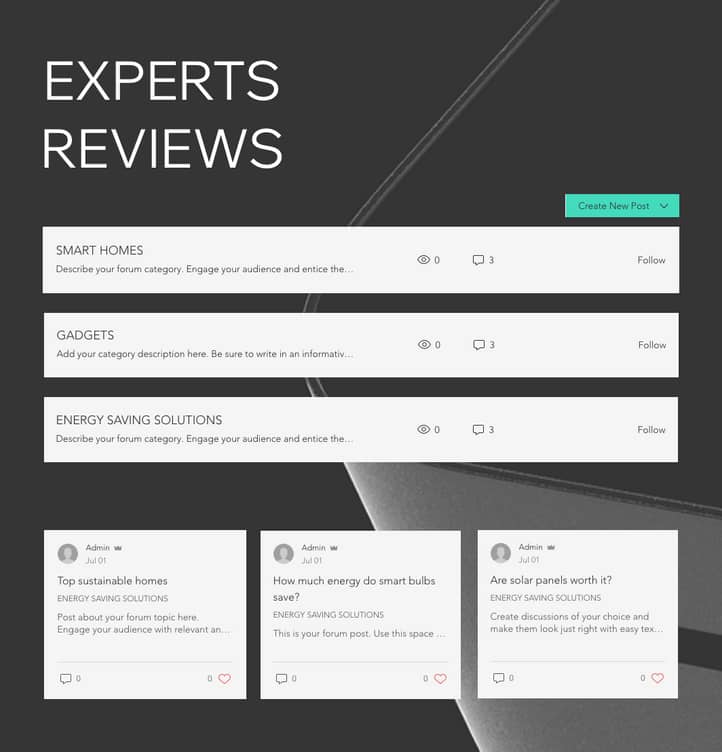 EXPERTS
REVIEWS
Create New Post
SMART HOMES
Describe your forum category. Engage your audience and entice the...
0
3
Follow
GADGETS
Add your category description here. Be sure to write in an informativ...
0
3
Follow
ENERGY SAVING SOLUTIONS
Describe your forum category. Engage your audience and entice the...
0
3
Follow
Admin
Jul 01
Top sustainable homes
ENERGY SAVING SOLUTIONS
Post about your forum topic here.
Engage your audience with relevant an...
0
0
Admin
Jul 01
How much energy do smart bulbs
save?
ENERGY SAVING SOLUTIONS
This is your forum post. Use this space ...
0
0
Admin
Jul 01
Are solar panels worth it?
ENERGY SAVING SOLUTIONS
Create discussions of your choice and
make them look just right with easy tex...
0
0